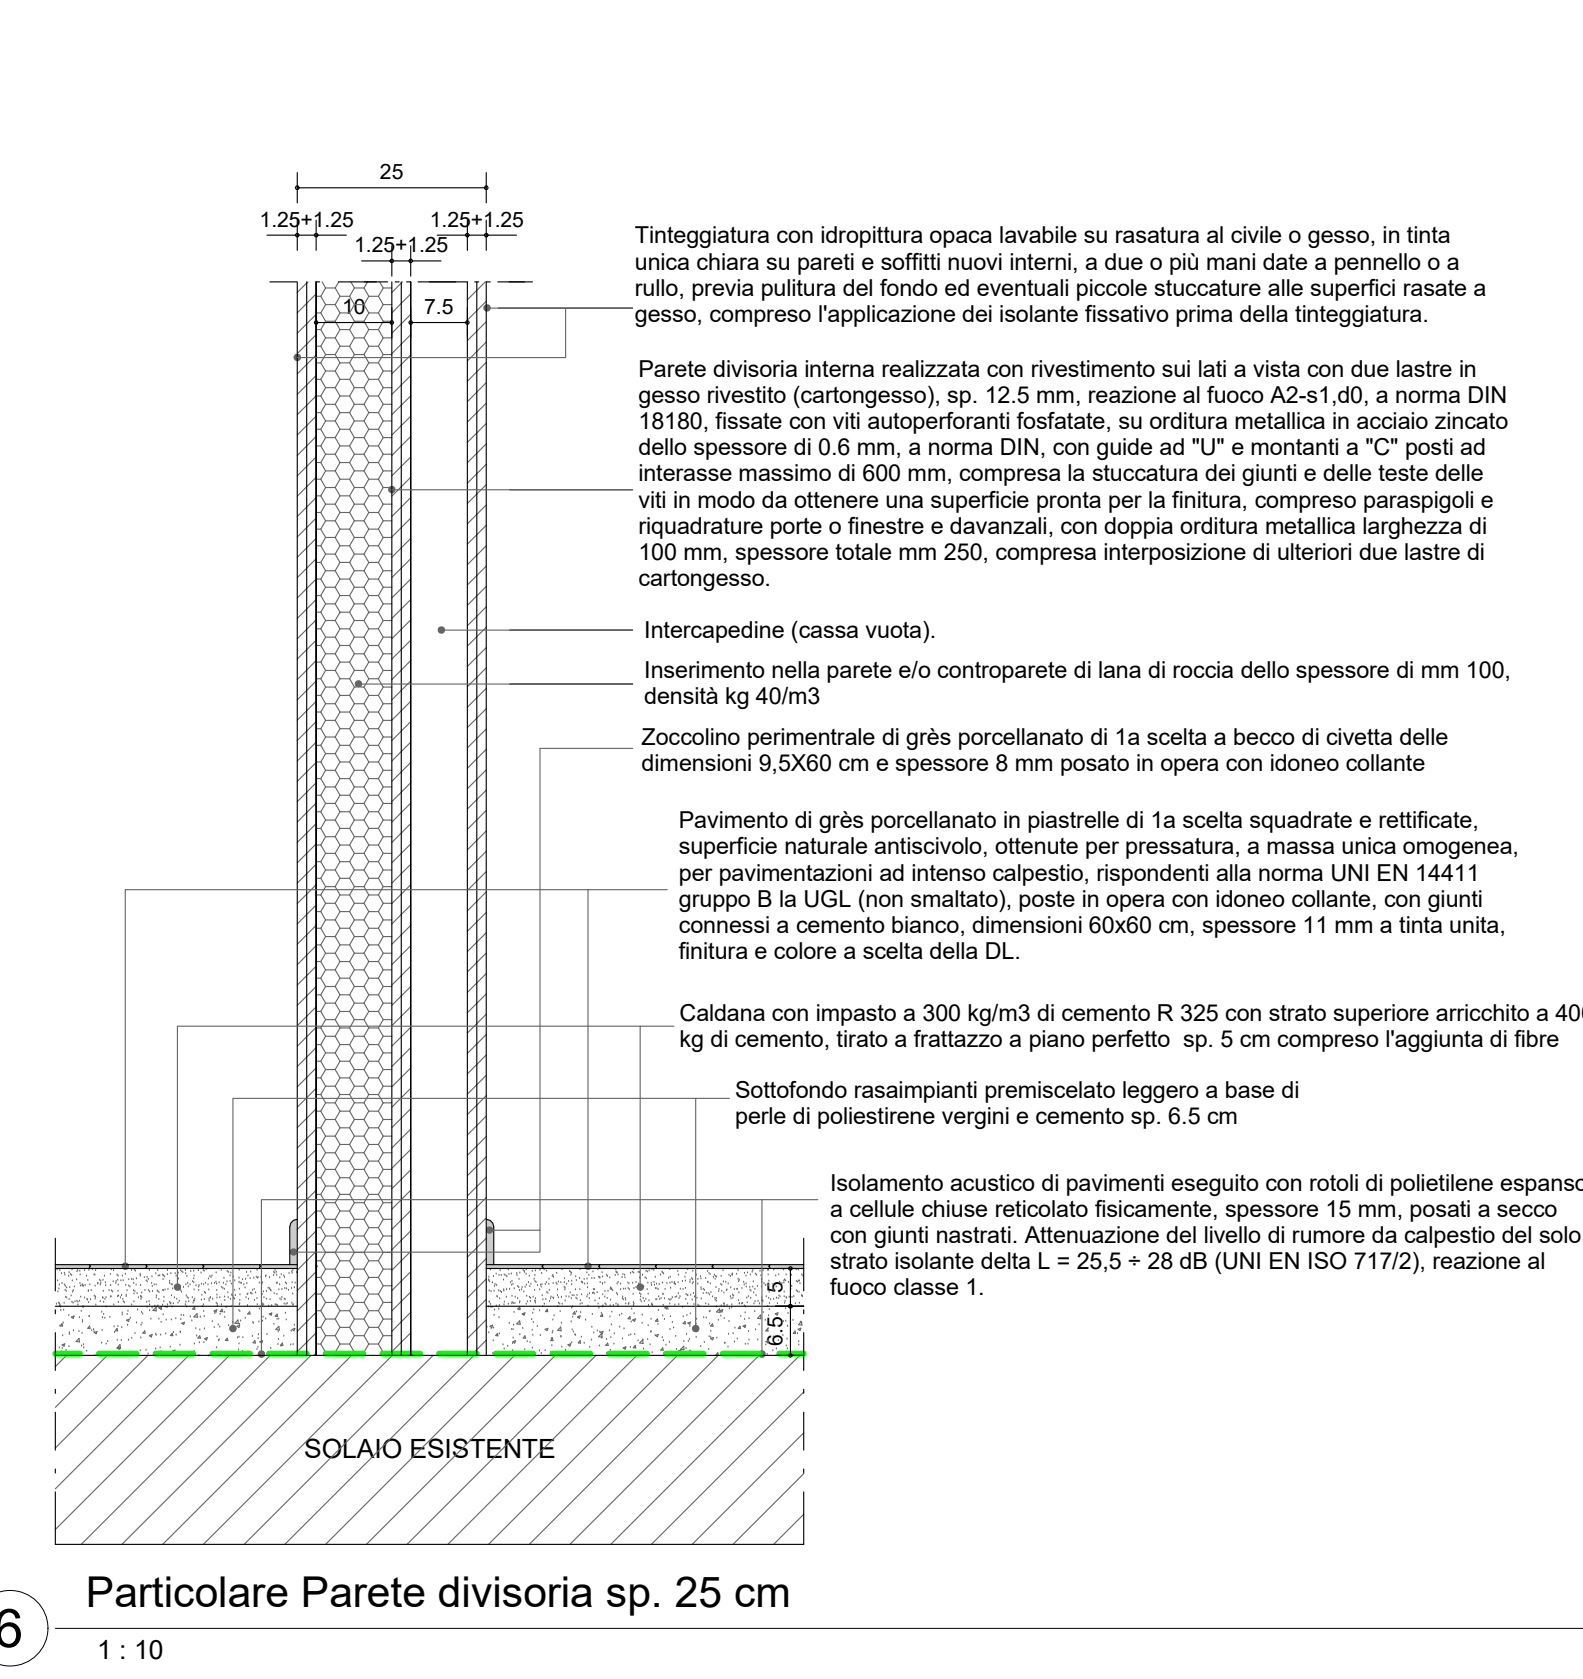 25
1.25+1.25
1.25+1.25
1.25+1.25
10
7.5
Tinteggiatura con idropittura opaca lavabile su rasatura al civile o gesso, in tinta
unica chiara su pareti e soffitti nuovi interni, a due o più mani date a pennello o a
rullo, previa pulitura del fondo ed eventuali piccole stuccature alle superfici rasate a
gesso, compreso l'applicazione dei isolante fissativo prima della tinteggiatura.
Parete divisoria interna realizzata con rivestimento sui lati a vista con due lastre in
gesso rivestito (cartongesso), sp. 12.5 mm, reazione al fuoco A2-s1,d0, a norma DIN
18180, fissate con viti autoperforanti fosfatate, su orditura metallica in acciaio zincato
dello spessore di 0.6 mm, a norma DIN, con guide ad "U" e montanti a "C" posti ad
interasse massimo di 600 mm, compresa la stuccatura dei giunti e delle teste delle
viti in modo da ottenere una superficie pronta per la finitura, compreso paraspigoli e
riquadrature porte o finestre e davanzali, con doppia orditura metallica larghezza di
100 mm, spessore totale mm 250, compresa interposizione di ulteriori due lastre di
cartongesso.
Intercapedine (cassa vuota).
Inserimento nella parete e/o controparete di lana di roccia dello spessore di mm 100,
densità kg 40/m3
Zoccolino perimentrale di grès porcellanato di 1a scelta a becco di civetta delle
dimensioni 9,5X60 cm e spessore 8 mm posato in opera con idoneo collante
Pavimento di grès porcellanato in piastrelle di 1a scelta squadrate e rettificate,
superficie naturale antiscivolo, ottenute per pressatura, a massa unica omogenea,
per pavimentazioni ad intenso calpestio, rispondenti alla norma UNI EN 14411
gruppo B la UGL (non smaltato), poste in opera con idoneo collante, con giunti
connessi a cemento bianco, dimensioni 60x60 cm, spessore 11 mm a tinta unita,
finitura e colore a scelta della DL.
Caldana con impasto a 300 kg/m3 di cemento R 325 con strato superiore arricchito a 400
kg di cemento, tirato a frattazzo a piano perfetto sp. 5 cm compreso l'aggiunta di fibre
Sottofondo rasaimpianti premiscelato leggero a base di
perle di poliestirene vergini e cemento sp. 6.5 cm
Isolamento acustico di pavimenti eseguito con rotoli di polietilene espanso
a cellule chiuse reticolato fisicamente, spessore 15 mm, posati a secco
con giunti nastrati. Attenuazione del livello di rumore da calpestio del solo
strato isolante delta L = 25,5 ÷ 28 dB (UNI EN ISO 717/2), reazione al
fuoco classe 1.
5
6.5
SOLAIO ESISTENTE
Particolare Parete divisoria sp. 25 cm
6
1 : 10